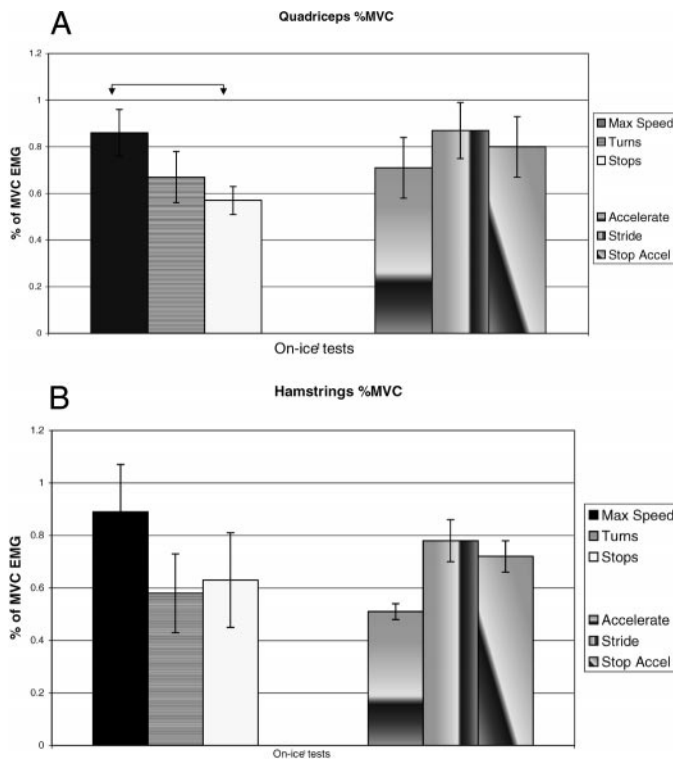 A
Quadriceps %MVC
1.2
1
0.8
0.6
0.4
0.2
0
% of MVC EMG
On-ice tests
Max Speed
Turns
Stops
Accelerate
Stride
Stop Accel
B
Hamstrings %MVC
1.2
1
0.8
0.6
0.4
0.2
0
% of MVC EMG
On-ice tests
Max Speed
Turns
Stops
Accelerate
Stride
Stop Accel